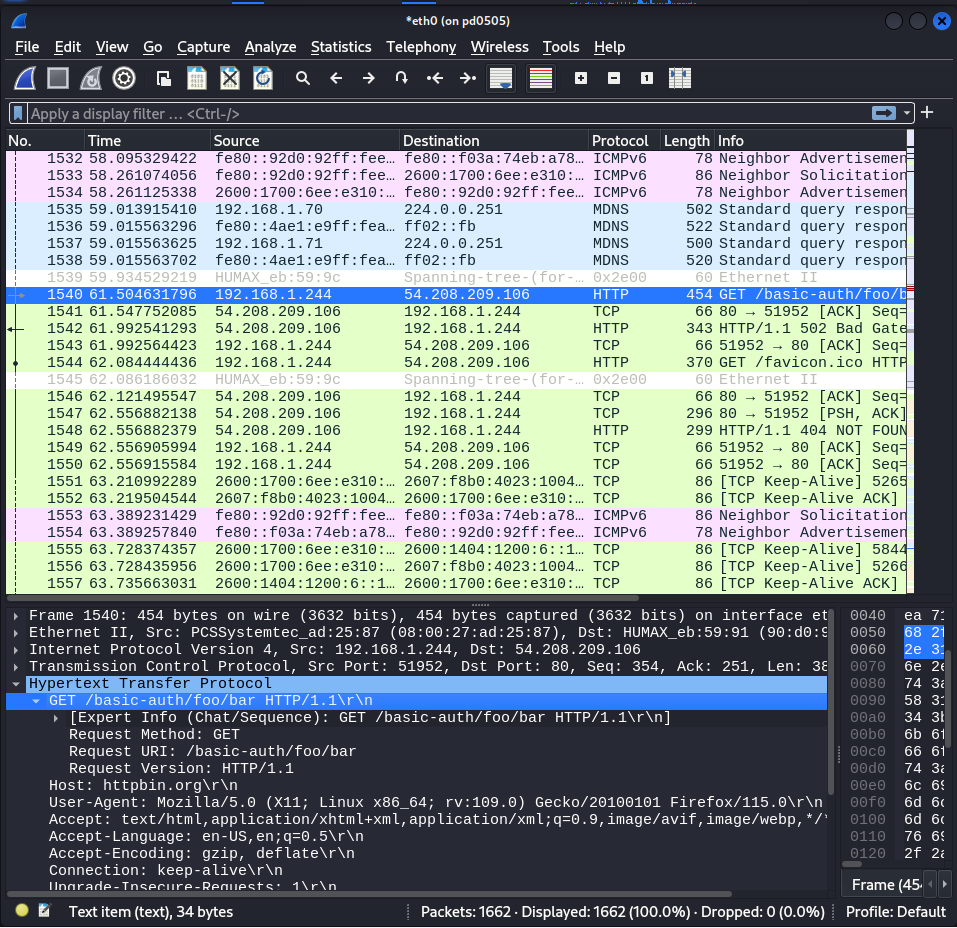 *eth0 (on pd0505)
File Edit View Go Capture Analyze Statistics Telephony Wireless Tools Help
Apply a display filter … <Ctrl-/>
No. Time Source Destination Protocol Length Info
1532 58.095329422 fe80::92d0:92ff:fee… fe80::f03a:74eb:a78… ICMPv6 78 Neighbor Advertisemen
1533 58.261074056 fe80::92d0:92ff:fee… 2600:1700:6ee:e310:… ICMPv6 86 Neighbor Solicitation
1534 58.261125338 2600:1700:6ee:e310:… fe80::92d0:92ff:fee… ICMPv6 78 Neighbor Advertisemen
1535 59.013915410 192.168.1.70 224.0.0.251 MDNS 502 Standard query respon
1536 59.015563296 fe80::4ae1:e9ff:fea… ff02::fb MDNS 522 Standard query respon
1537 59.015563625 192.168.1.71 224.0.0.251 MDNS 500 Standard query respon
1538 59.015563702 fe80::4ae1:e9ff:fea… ff02::fb MDNS 520 Standard query respon
1539 59.934529219 HUMAX_eb:59:9c Spanning-tree-(for-… 0x2e00 60 Ethernet II
1540 61.504631796 192.168.1.244 54.208.209.106 HTTP 454 GET /basic-auth/foo/b
1541 61.547752085 54.208.209.106 192.168.1.244 TCP 66 80 → 51952 [ACK] Seq=
1542 61.992541293 54.208.209.106 192.168.1.244 HTTP 343 HTTP/1.1 502 Bad Gate
1543 61.992564423 192.168.1.244 54.208.209.106 TCP 66 51952 → 80 [ACK] Seq=
1544 62.084444436 192.168.1.244 54.208.209.106 HTTP 370 GET /favicon.ico HTTP
1545 62.086186032 HUMAX_eb:59:9c Spanning-tree-(for-… 0x2e00 60 Ethernet II
1546 62.121495547 54.208.209.106 192.168.1.244 TCP 66 80 → 51952 [ACK] Seq=
1547 62.556882138 54.208.209.106 192.168.1.244 TCP 296 80 → 51952 [PSH, ACK]
1548 62.556882379 54.208.209.106 192.168.1.244 HTTP 299 HTTP/1.1 404 NOT FOUN
1549 62.556905994 192.168.1.244 54.208.209.106 TCP 66 51952 → 80 [ACK] Seq=
1550 62.556915584 192.168.1.244 54.208.209.106 TCP 66 51952 → 80 [ACK] Seq=
1551 63.210992289 2600:1700:6ee:e310:… 2607:f8b0:4023:1004… TCP 86 [TCP Keep-Alive] 5265
1552 63.219504544 2607:f8b0:4023:1004… 2600:1700:6ee:e310:… TCP 86 [TCP Keep-Alive ACK]
1553 63.389231429 fe80::92d0:92ff:fee… fe80::f03a:74eb:a78… ICMPv6 86 Neighbor Solicitation
1554 63.389257840 fe80::f03a:74eb:a78… fe80::92d0:92ff:fee… ICMPv6 78 Neighbor Advertisemen
1555 63.728374357 2600:1700:6ee:e310:… 2600:1404:1200:6::1… TCP 86 [TCP Keep-Alive] 5844
1556 63.728435956 2600:1700:6ee:e310:… 2607:f8b0:4023:1004… TCP 86 [TCP Keep-Alive] 5266
1557 63.735663031 2600:1404:1200:6::1… 2600:1700:6ee:e310:… TCP 86 [TCP Keep-Alive ACK]
Frame 1540: 454 bytes on wire (3632 bits), 454 bytes captured (3632 bits) on interface et
Ethernet II, Src: PCSSystemtec_ad:25:87 (08:00:27:ad:25:87), Dst: HUMAX_eb:59:91 (90:d0:9
Internet Protocol Version 4, Src: 192.168.1.244, Dst: 54.208.209.106
Transmission Control Protocol, Src Port: 51952, Dst Port: 80, Seq: 354, Ack: 251, Len: 38
Hypertext Transfer Protocol
GET /basic-auth/foo/bar HTTP/1.1\r\n
[Expert Info (Chat/Sequence): GET /basic-auth/foo/bar HTTP/1.1\r\n]
Request Method: GET
Request URI: /basic-auth/foo/bar
Request Version: HTTP/1.1
Host: httpbin.org\r\n
User-Agent: Mozilla/5.0 (X11; Linux x86_64; rv:109.0) Gecko/20100101 Firefox/115.0\r\n
Accept: text/html,application/xhtml+xml,application/xml;q=0.9,image/avif,image/webp,*/*
Accept-Language: en-US,en;q=0.5\r\n
Accept-Encoding: gzip, deflate\r\n
Connection: keep-alive\r\n
Upgrade-Insecure-Requests: 1\r\n
0040 ea 71
0050 68 2f
0060 2e 31
0070 6e 2e
0080 74 3a
0090 58 31
00a0 34 3b
00b0 6b 6f
00c0 66 6f
00d0 74 3a
00e0 6c 69
00f0 6d 6c
0100 6d 6c
0110 76 69
0120 2f 2a
Frame (454
Text item (text), 34 bytes
Packets: 1662 · Displayed: 1662 (100.0%) · Dropped: 0 (0.0%)
Profile: Default